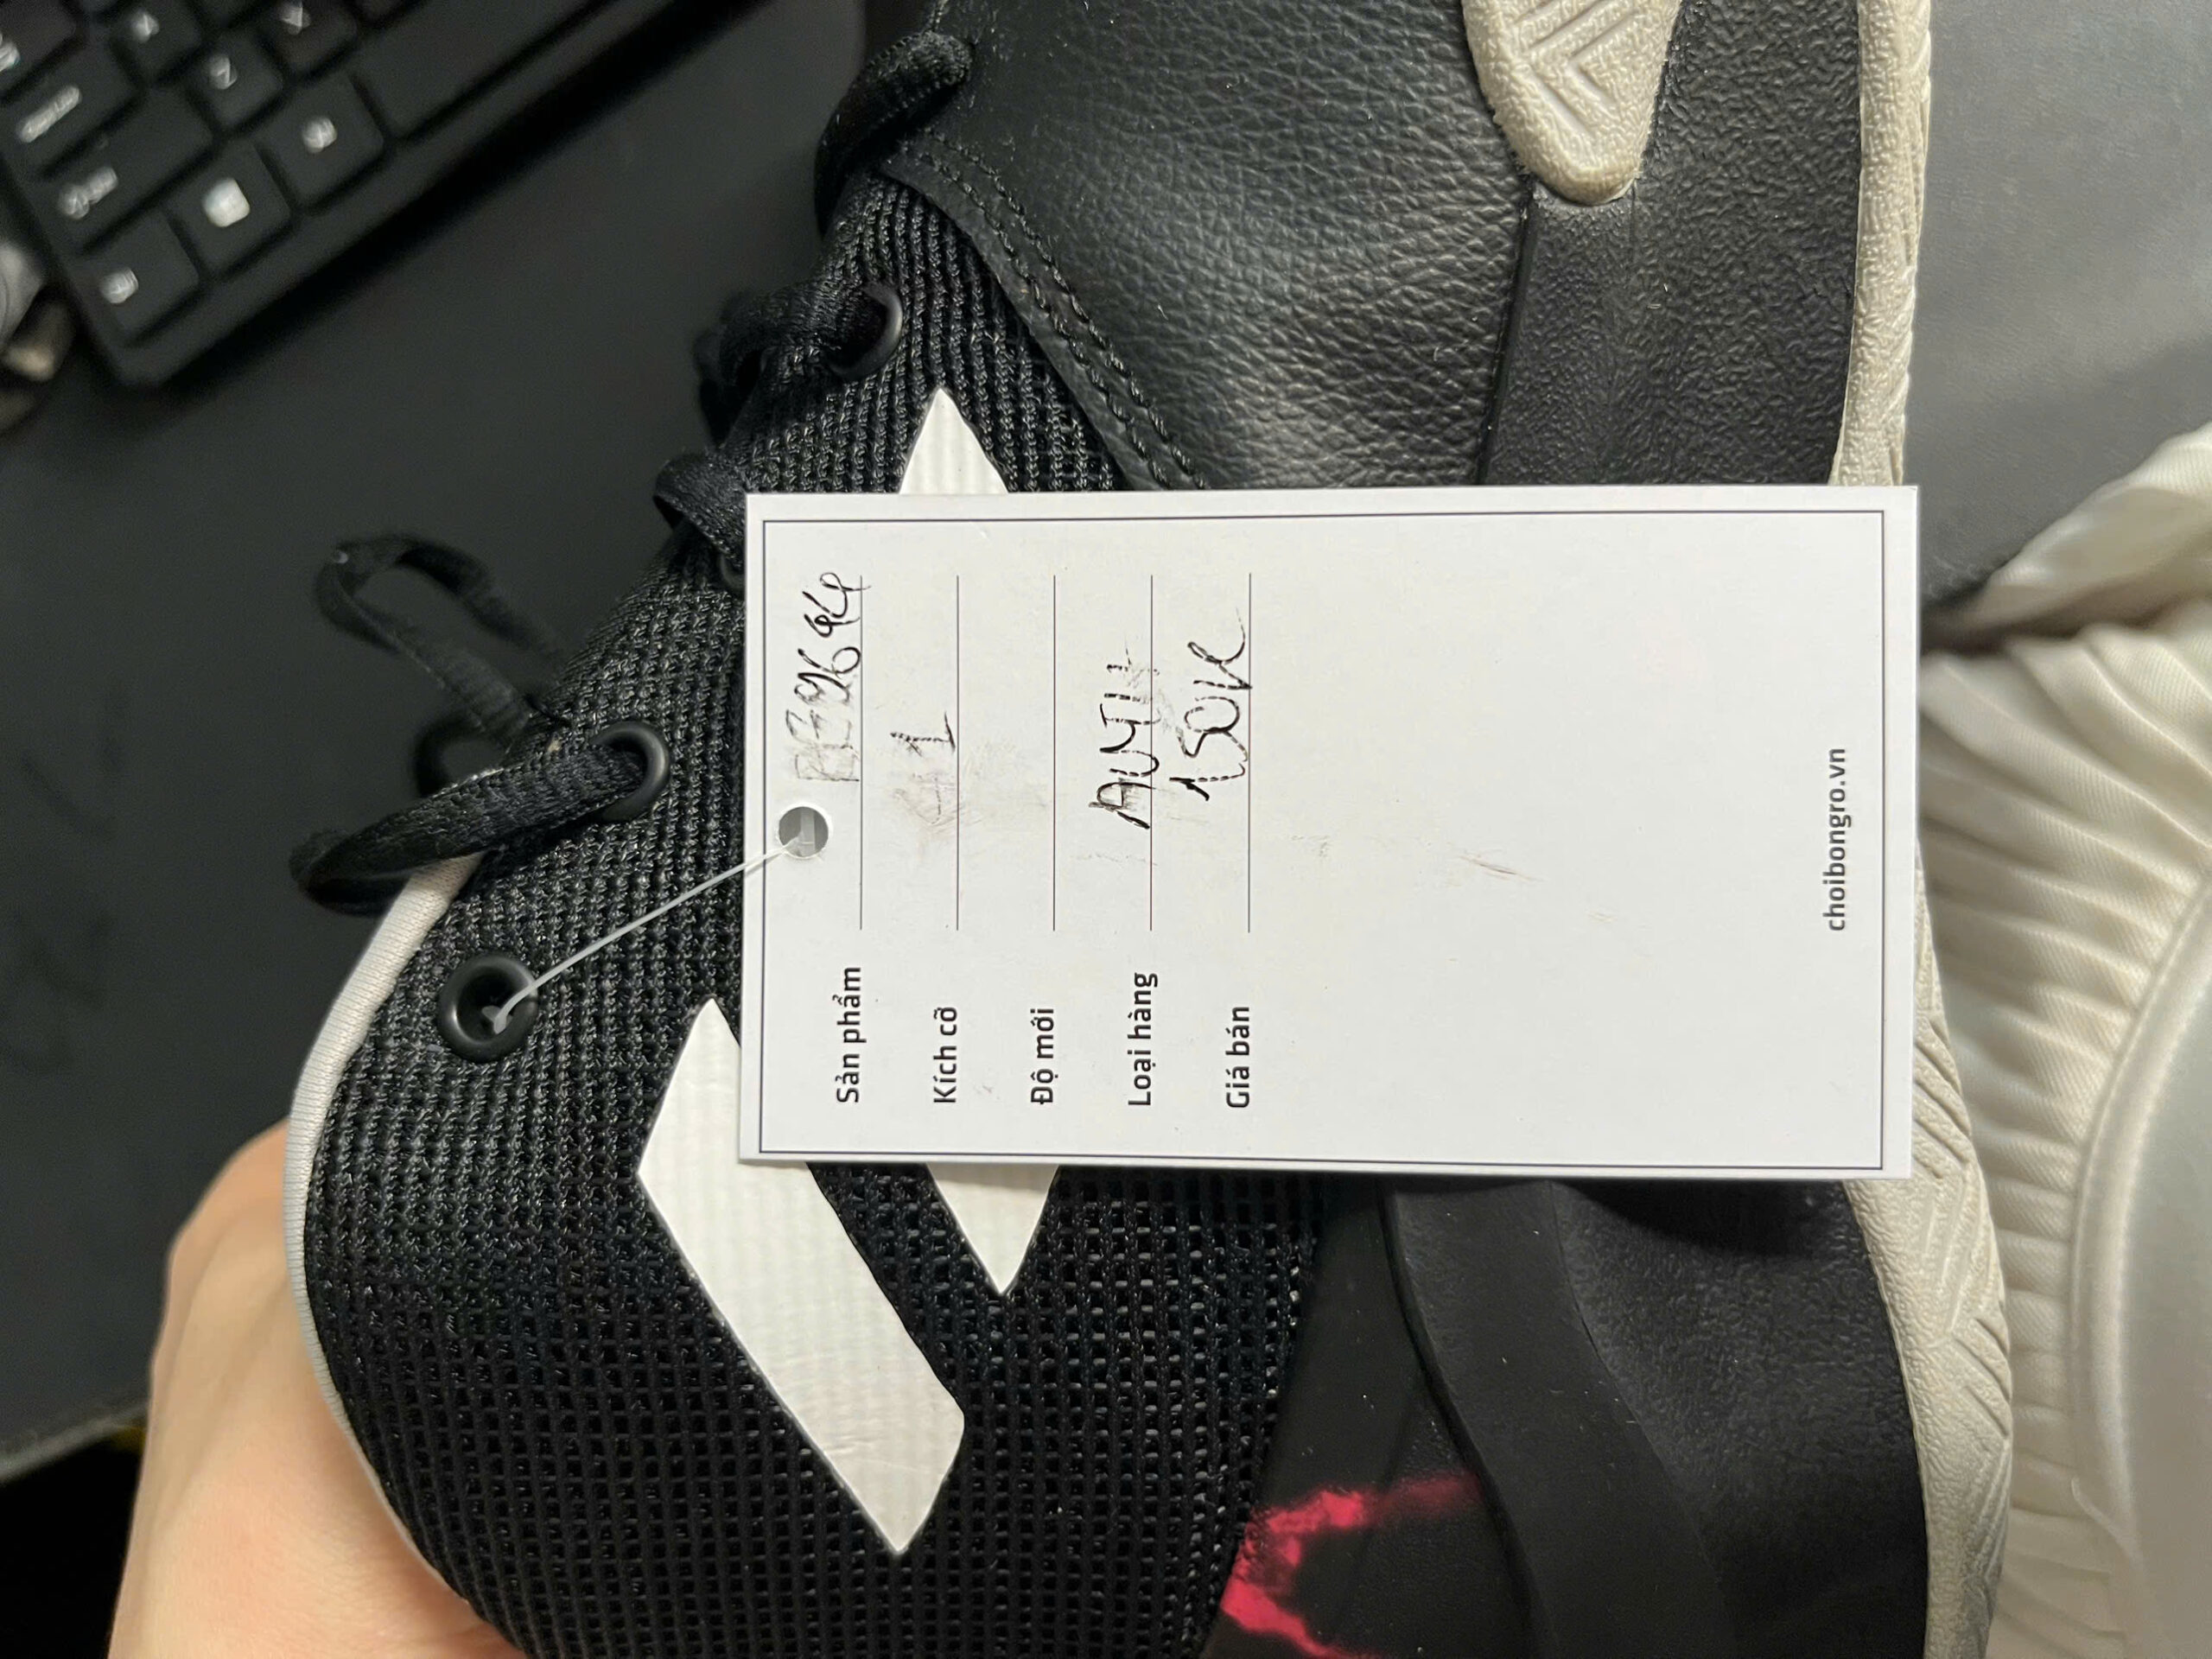 Sản phẩm
Kích cỡ
Độ mới
Loại hàng AUTH
Giá bán 150K
choibongro.vn